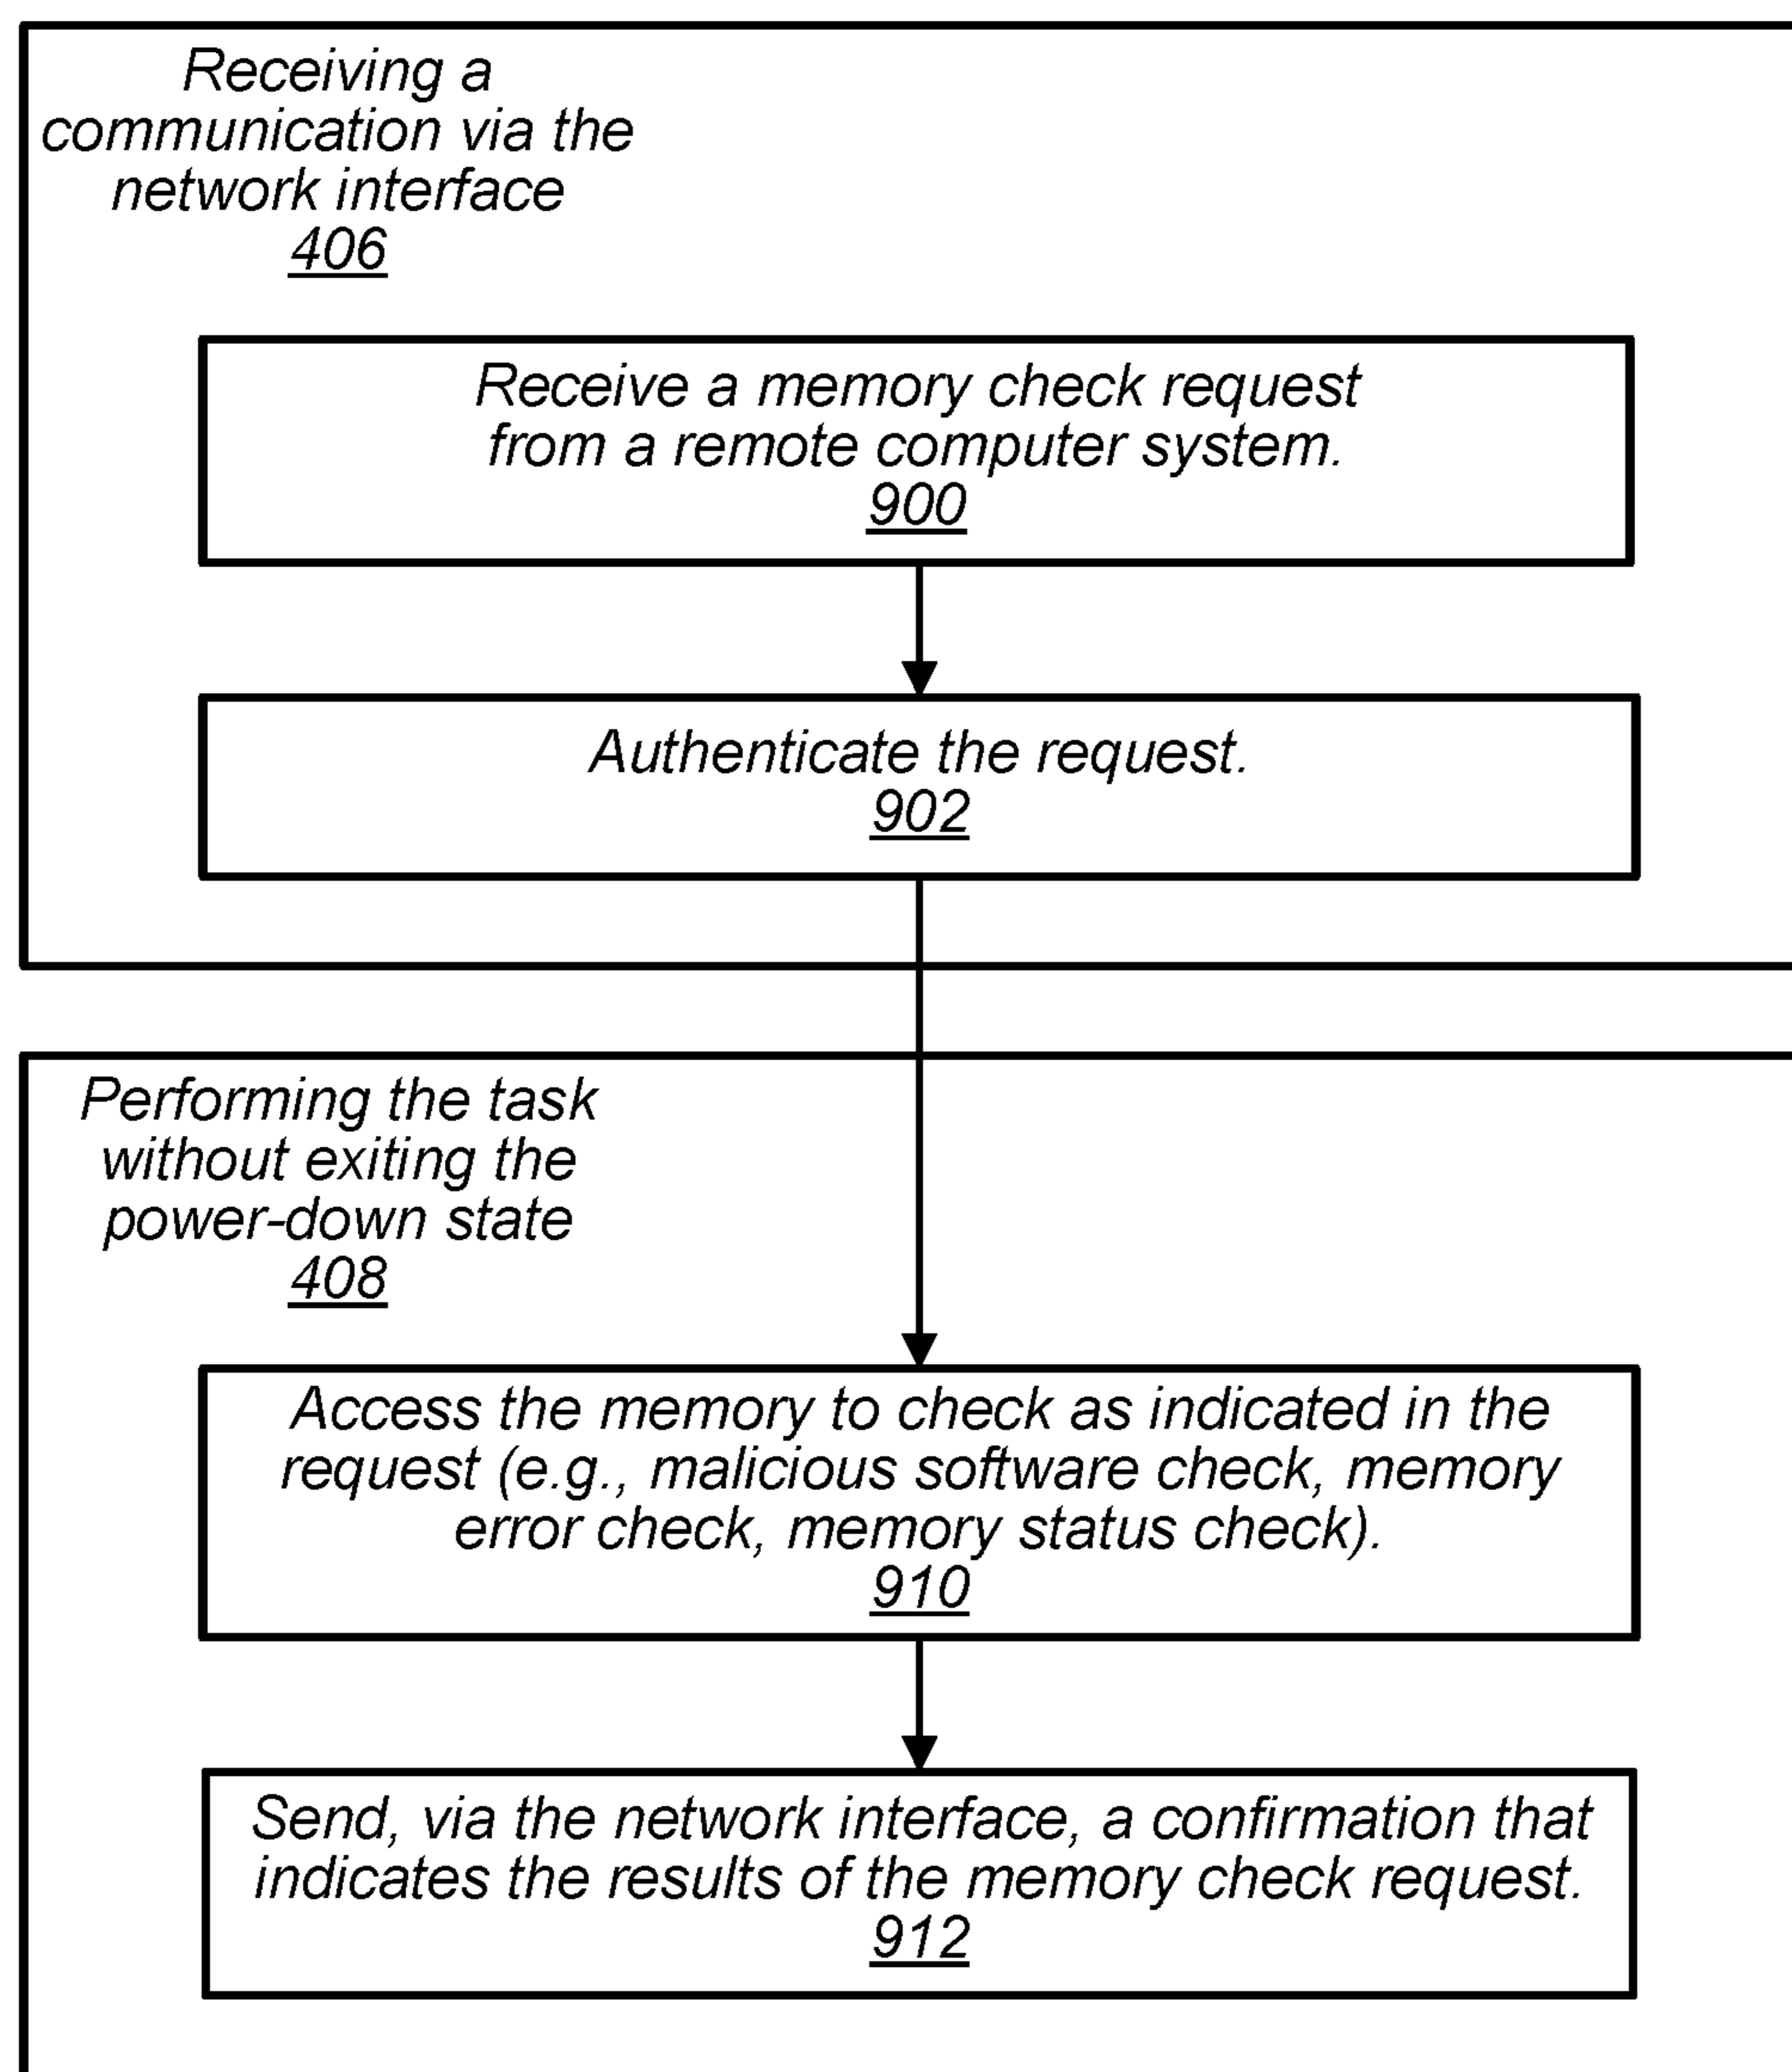 Receiving a
communication via the
network interface
406
Receive a memory check request
from a remote computer system.
900
Authenticate the request.
902
Performing the task
without exiting the
power-down state
408
Access the memory to check as indicated in the
request (e.g., malicious software check, memory
error check, memory status check).
910
Send, via the network interface, a confirmation that
indicates the results of the memory check request.
912